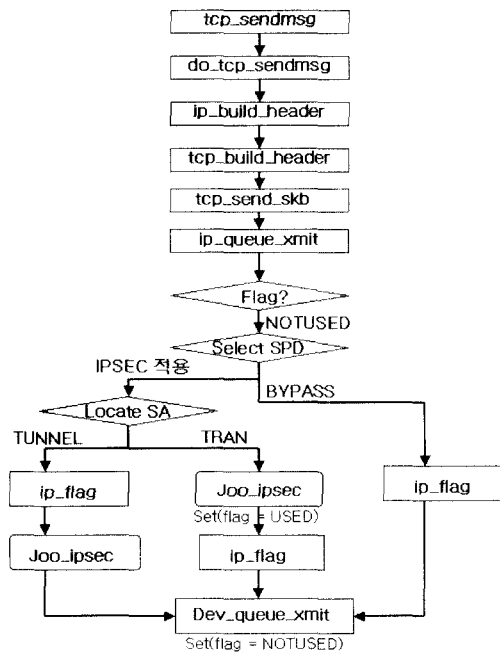 tcp_sendmsg
do_tcp_sendmsg
ip_build_header
tcp_build_header
tcp_send_skb
ip_queue_xmit
Flag?
NOTUSED
Select SPD
IPSEC 적용
BYPASS
Locate SA
TUNNEL
TRAN
ip_flag
Joo_ipsec
ip_flag
Set(flag = USED)
Joo_ipsec
ip_flag
Dev_queue_xmit
Set(flag = NOTUSED)